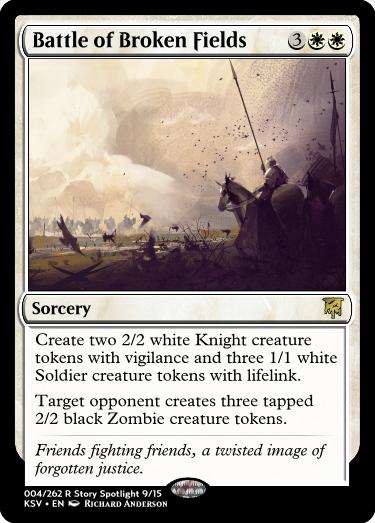 Battle of Broken Fields 3
Sorcery
Create two 2/2 white Knight creature
tokens with vigilance and three 1/1 white
Soldier creature tokens with lifelink.
Target opponent creates three tapped
2/2 black Zombie creature tokens.
Friends fighting friends, a twisted image of
forgotten justice.
004/262 R Story Spotlight 9/15
KSV • EN Richard Anderson